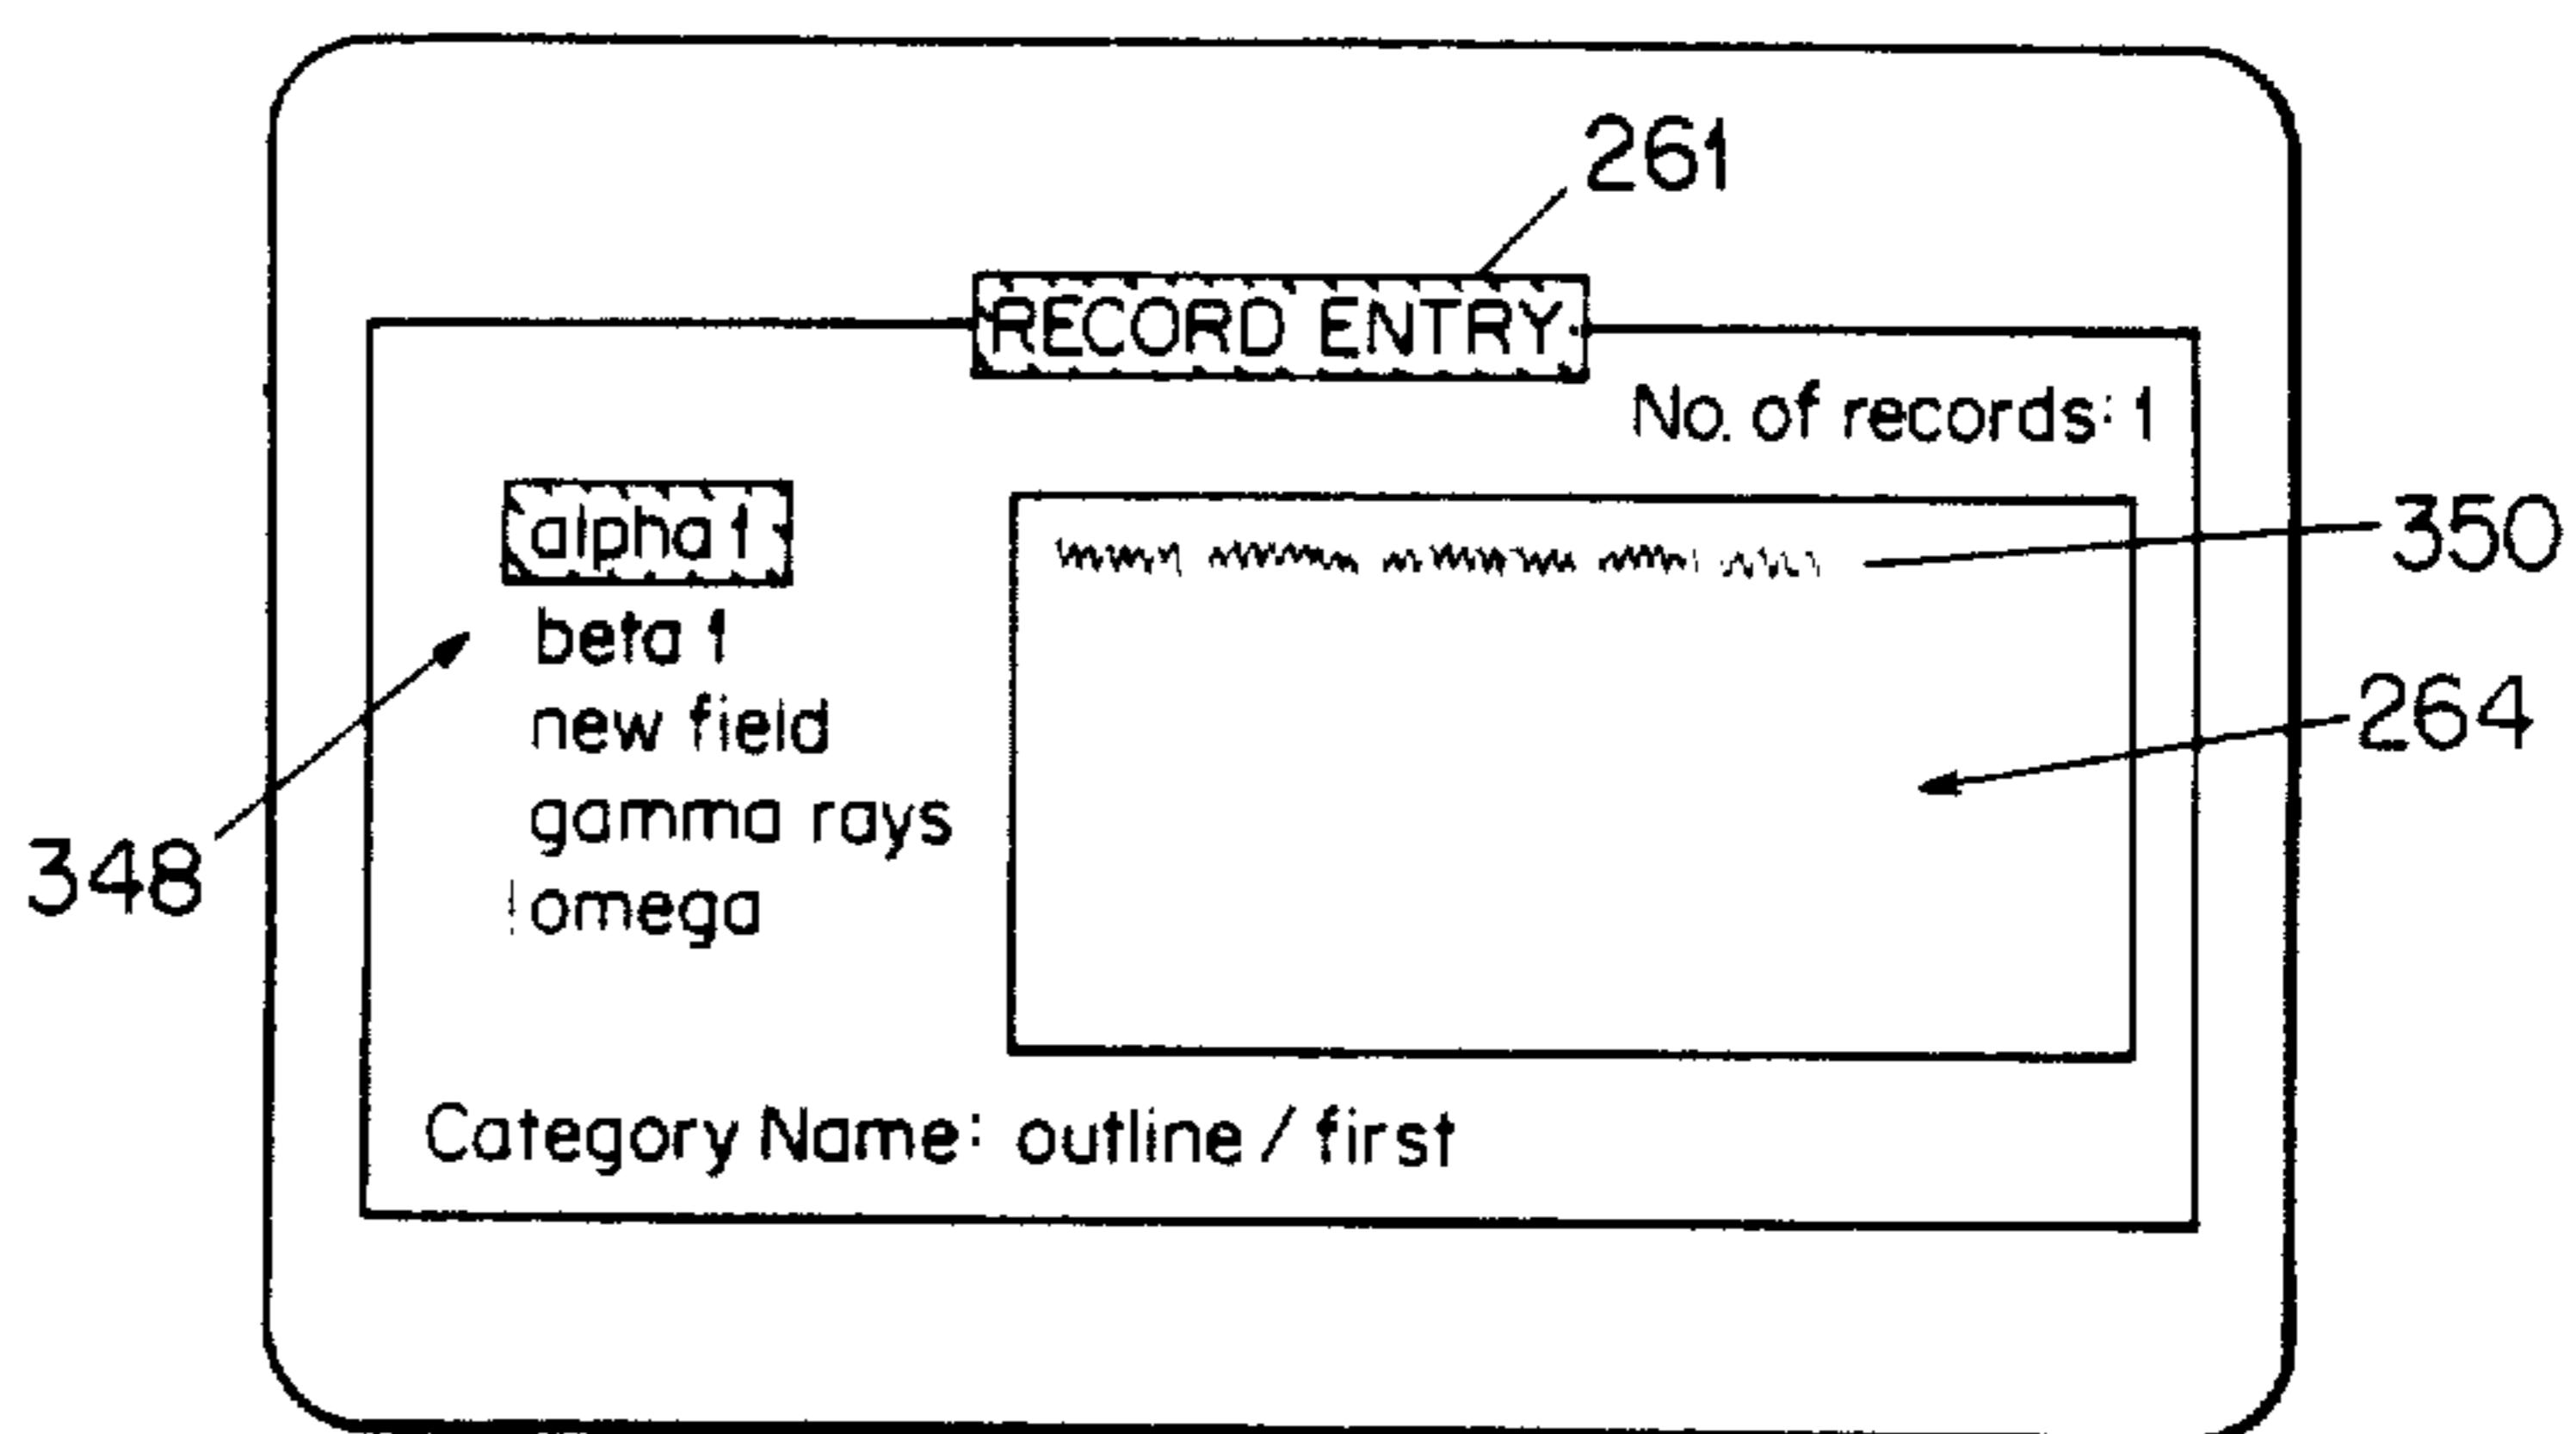 261
RECORD ENTRY
No. of records: 1
alpha 1
350
beta 1
new field
264
gamma rays
348
omega
Category Name: outline / first